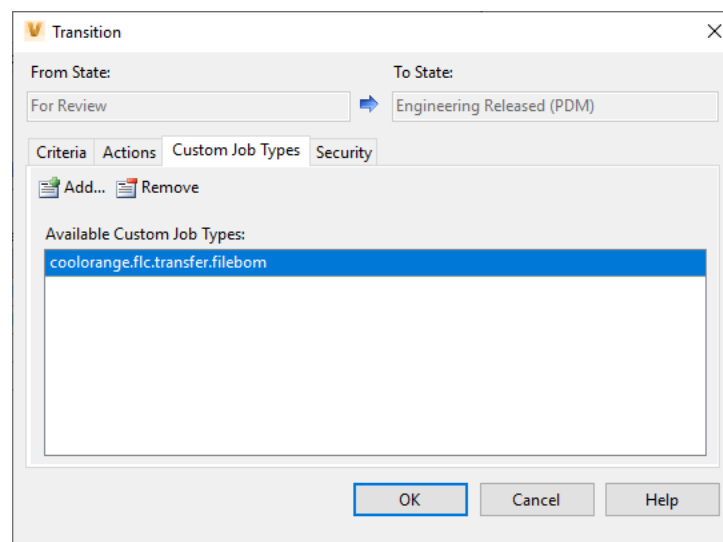 Transition
From State: To State:
For Review Engineering Released (PDM)
Criteria Actions Custom Job Types Security
Add... Remove
Available Custom Job Types:
coolorange.flc.transfer.filebom
OK Cancel Help